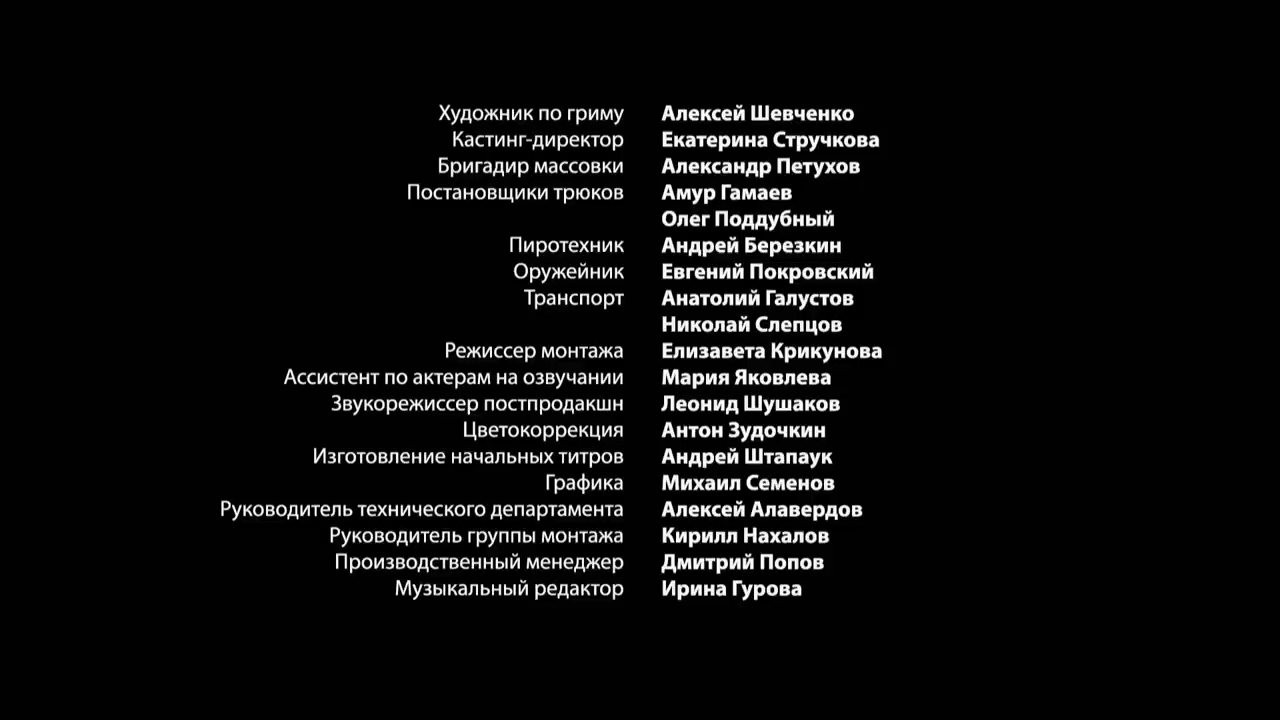 Художник по гриму Алексей Шевченко
Кастинг-директор Екатерина Стручкова
Бригадир массовки Александр Петухов
Постановщики трюков Амур Гамаев
Олег Поддубный
Пиротехник Андрей Березкин
Оружейник Евгений Покровский
Транспорт Анатолий Галустов
Николай Слепцов
Режиссер монтажа Елизавета Крикунова
Ассистент по актерам на озвучании Мария Яковлева
Звукорежиссер постпродакшн Леонид Шушаков
Цветокоррекция Антон Зудочкин
Изготовление начальных титров Андрей Штапаук
Графика Михаил Семенов
Руководитель технического департамента Алексей Алавердов
Руководитель группы монтажа Кирилл Нахалов
Производственный менеджер Дмитрий Попов
Музыкальный редактор Ирина Гурова